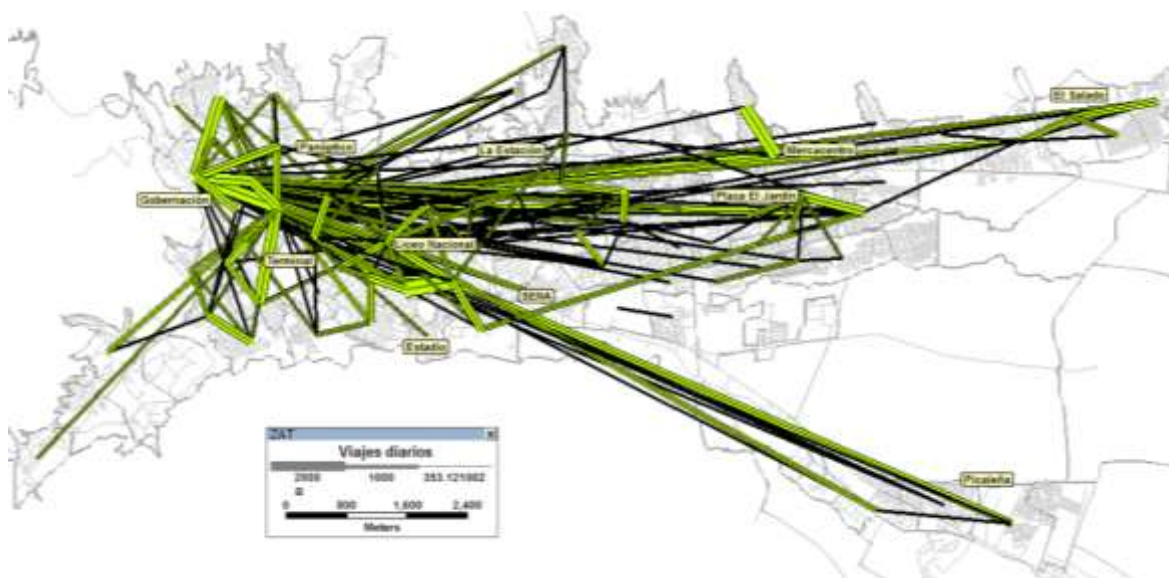 El Salado
Panóptico
La Estación
Mercacentro
Gobernación
Plaza El Jardín
Liceo Nacional
Terminal
SENA
Estadio
ZAT
Viajes diarios
2000 1000 353.121902
0 800 1,600 2,400
Meters
Picaleña